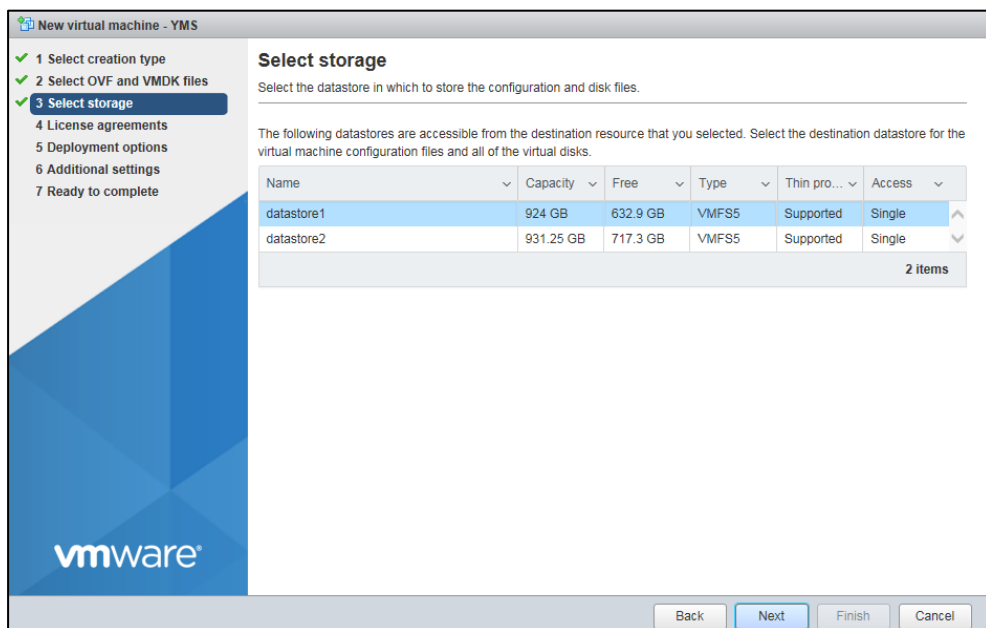 New virtual machine - YMS
1 Select creation type
2 Select OVF and VMDK files
3 Select storage
4 License agreements
5 Deployment options
6 Additional settings
7 Ready to complete
vmware®
Select storage
Select the datastore in which to store the configuration and disk files.
The following datastores are accessible from the destination resource that you selected. Select the destination datastore for the
virtual machine configuration files and all of the virtual disks.
Name Capacity Free Type Thin pro... Access
datastore1 924 GB 632.9 GB VMFS5 Supported Single
datastore2 931.25 GB 717.3 GB VMFS5 Supported Single
2 items
Back Next Finish Cancel